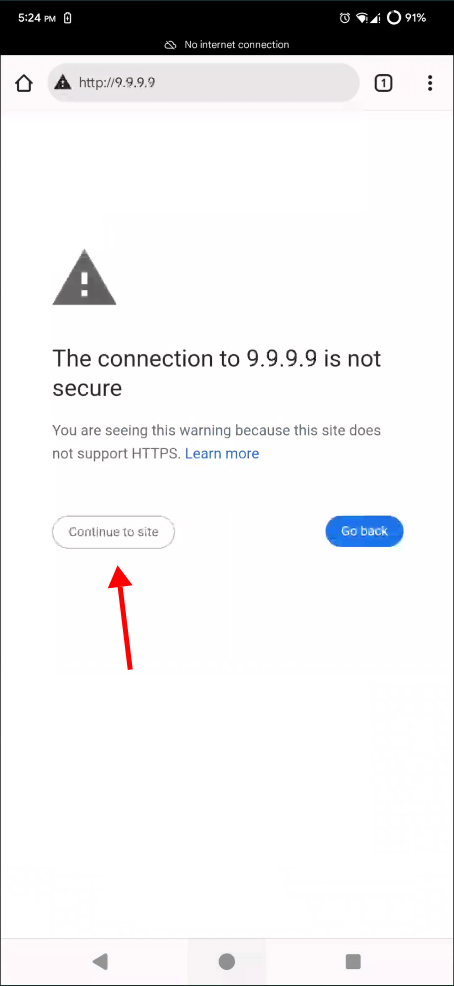 5:24 PM 91%
No internet connection
http://9.9.9.9 1
The connection to 9.9.9.9 is not
secure
You are seeing this warning because this site does
not support HTTPS. Learn more
Continue to site Go back